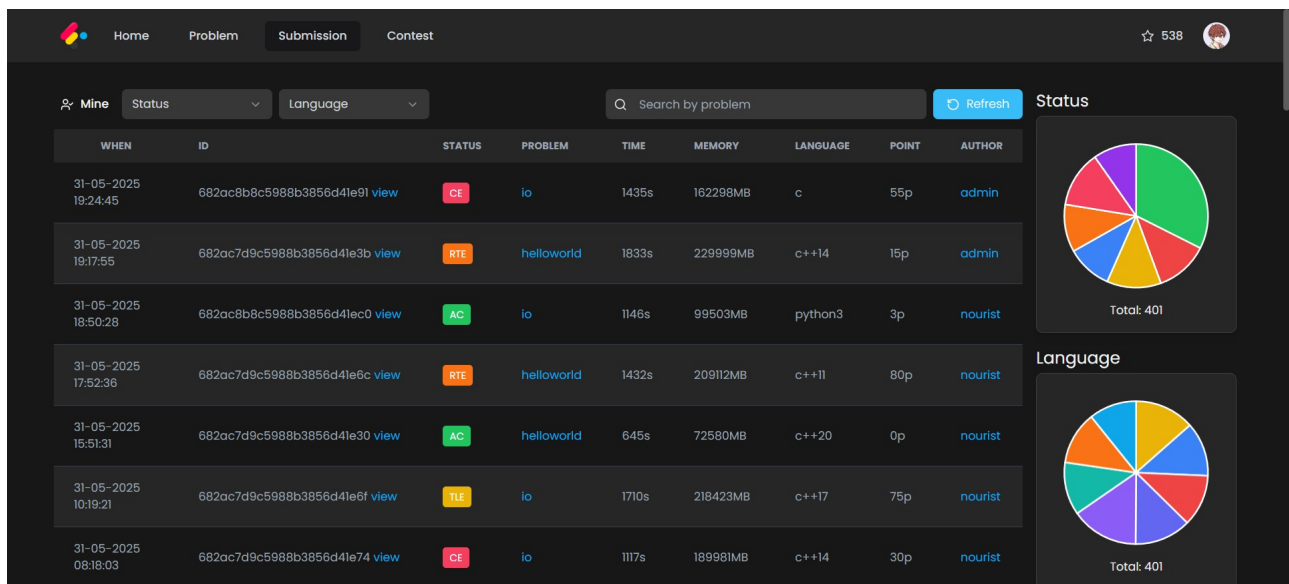 Home Problem Submission Contest 538
Mine Status Language Search by problem Refresh Status
WHEN ID STATUS PROBLEM TIME MEMORY LANGUAGE POINT AUTHOR
31-05-2025
19:24:45
682ac8b8c5988b3856d41e91 view CE io 1435s 162298MB c 55p admin
31-05-2025
19:17:55
682ac7d9c5988b3856d41e3b view RTE helloworld 1833s 229999MB c++14 15p admin
31-05-2025
18:50:28
682ac8b8c5988b3856d41ec0 view AC io 1146s 99503MB python3 3p nourist
Total: 401
Language
31-05-2025
17:52:36
682ac7d9c5988b3856d41e6c view RTE helloworld 1432s 209112MB c++11 80p nourist
31-05-2025
15:51:31
682ac7d9c5988b3856d41e30 view AC helloworld 645s 72580MB c++20 0p nourist
31-05-2025
10:19:21
682ac7d9c5988b3856d41e6f view TLE io 1710s 218423MB c++17 75p nourist
31-05-2025
08:18:03
682ac7d9c5988b3856d41e74 view CE io 1117s 189981MB c++14 30p nourist
Total: 401